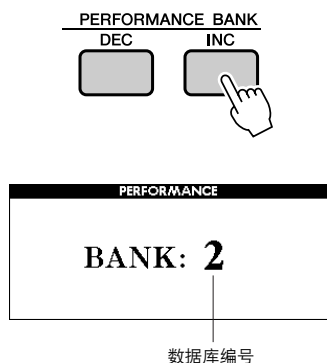 PERFORMANCE BANK
DEC INC
PERFORMANCE
BANK: 2
数据库编号